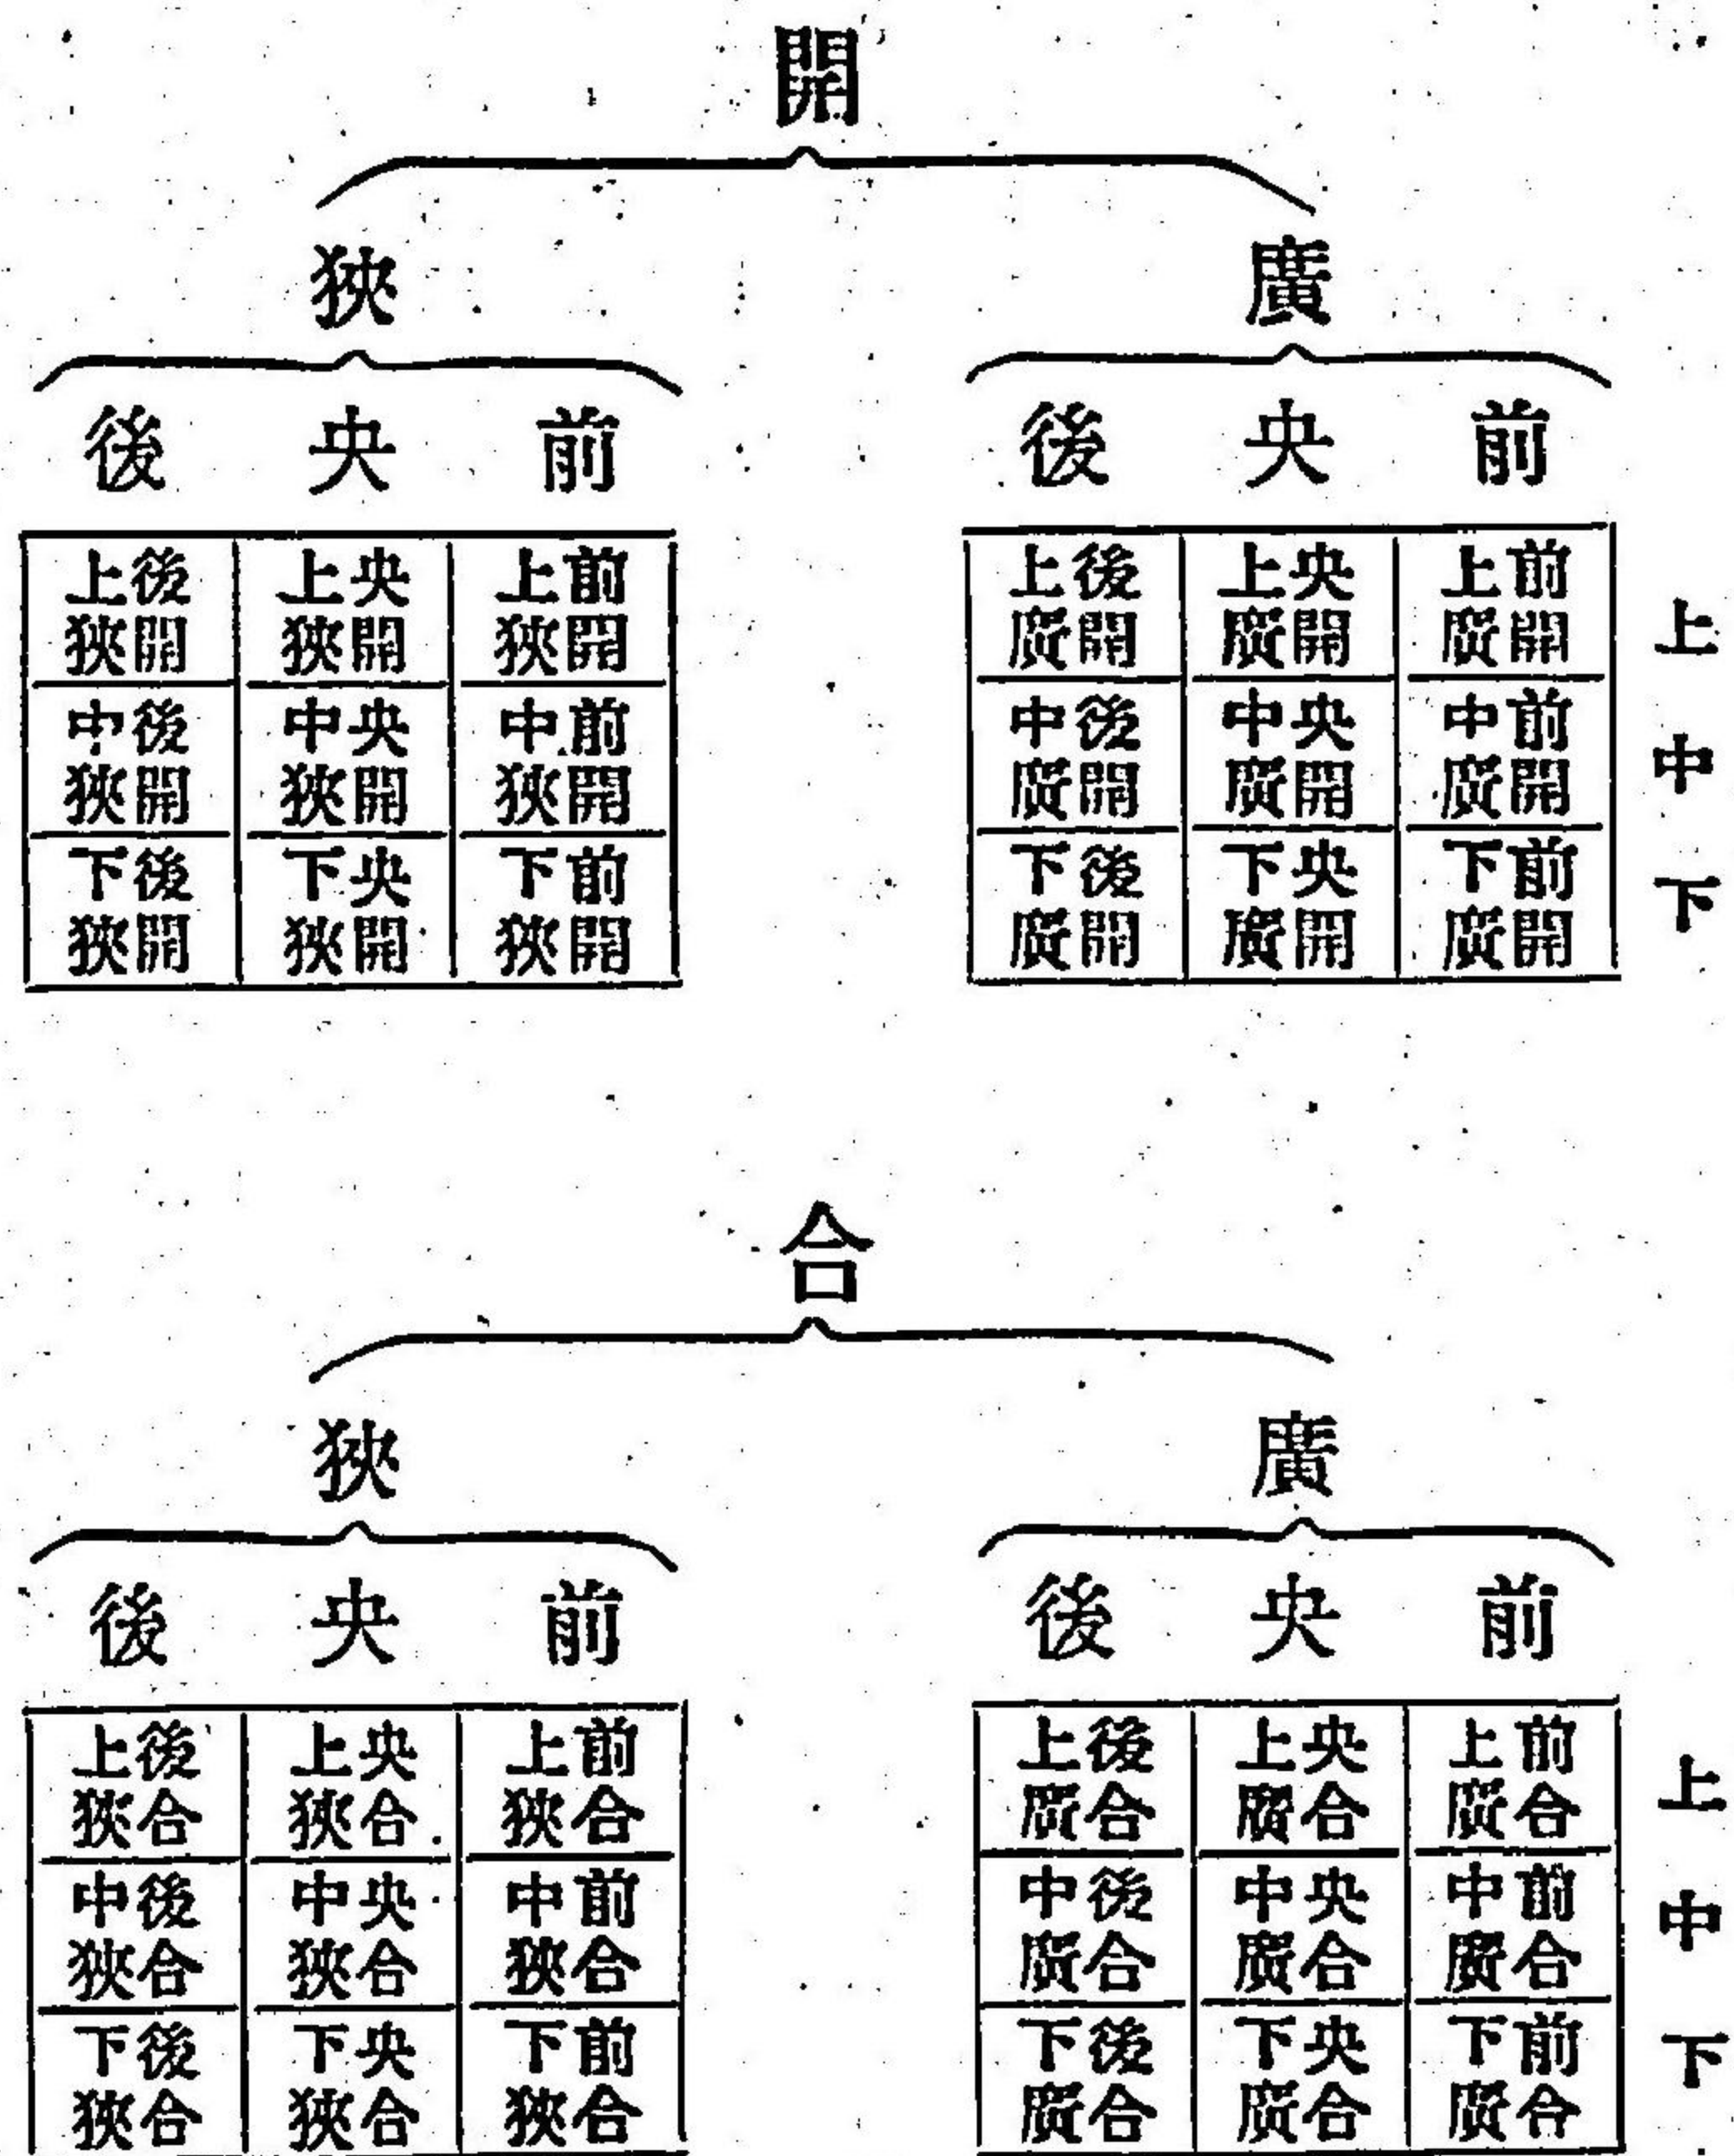 開
狹 廣
後 央 前 後 央 前
上後 上央 上前 上後 上央 上前 上
狹開 狹開 狹開 廣開 廣開 廣開
中後 中央 中前 中後 中央 中前 中
狹開 狹開 狹開 廣開 廣開 廣開
下後 下央 下前 下後 下央 下前 下
狹開 狹開 狹開 廣開 廣開 廣開
合
狹 廣
後 央 前 後 央 前
上後 上央 上前 上後 上央 上前 上
狹合 狹合 狹合 廣合 廣合 廣合
中後 中央 中前 中後 中央 中前 中
狹合 狹合 狹合 廣合 廣合 廣合
下後 下央 下前 下後 下央 下前 下
狹合 狹合 狹合 廣合 廣合 廣合